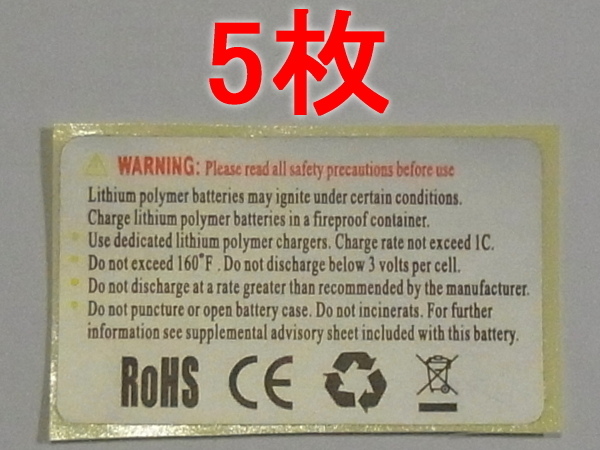 5枚
WARNING: Please read all safety precautions before use
Lithium polymer batteries may ignite under certain conditions.
Charge lithium polymer batteries in a fireproof container.
Use dedicated lithium polymer chargers. Charge rate not exceed 1C.
Do not exceed 160°F . Do not discharge below 3 volts per cell.
Do not discharge at a rate greater than recommended by the manufacturer.
Do not puncture or open battery case. Do not incinerats. For further
information see supplemental advisory sheet included with this battery.
RoHS CE